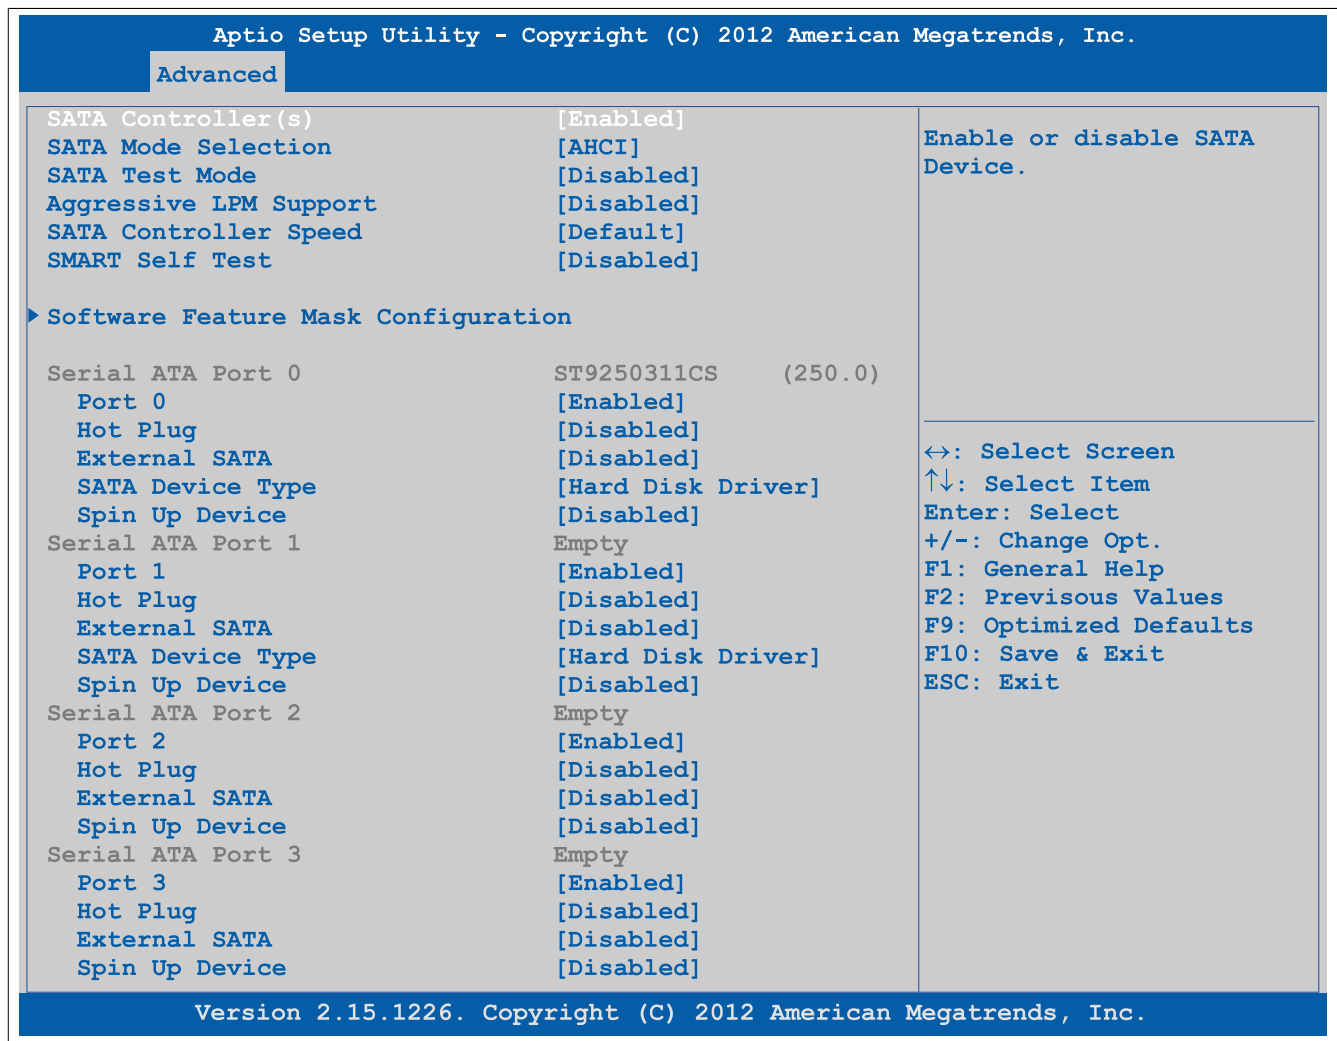 Aptio Setup Utility - Copyright (C) 2012 American Megatrends, Inc.
Advanced
SATA Controller(s) [Enabled]
SATA Mode Selection [AHCI]
SATA Test Mode [Disabled]
Aggressive LPM Support [Disabled]
SATA Controller Speed [Default]
SMART Self Test [Disabled]
Software Feature Mask Configuration
Serial ATA Port 0 ST9250311CS (250.0)
Port 0 [Enabled]
Hot Plug [Disabled]
External SATA [Disabled]
SATA Device Type [Hard Disk Driver]
Spin Up Device [Disabled]
Serial ATA Port 1 Empty
Port 1 [Enabled]
Hot Plug [Disabled]
External SATA [Disabled]
SATA Device Type [Hard Disk Driver]
Spin Up Device [Disabled]
Serial ATA Port 2 Empty
Port 2 [Enabled]
Hot Plug [Disabled]
External SATA [Disabled]
Spin Up Device [Disabled]
Serial ATA Port 3 Empty
Port 3 [Enabled]
Hot Plug [Disabled]
External SATA [Disabled]
Spin Up Device [Disabled]
Enable or disable SATA
Device.
↔: Select Screen
↑↓: Select Item
Enter: Select
+/-: Change Opt.
F1: General Help
F2: Previsous Values
F9: Optimized Defaults
F10: Save & Exit
ESC: Exit
Version 2.15.1226. Copyright (C) 2012 American Megatrends, Inc.